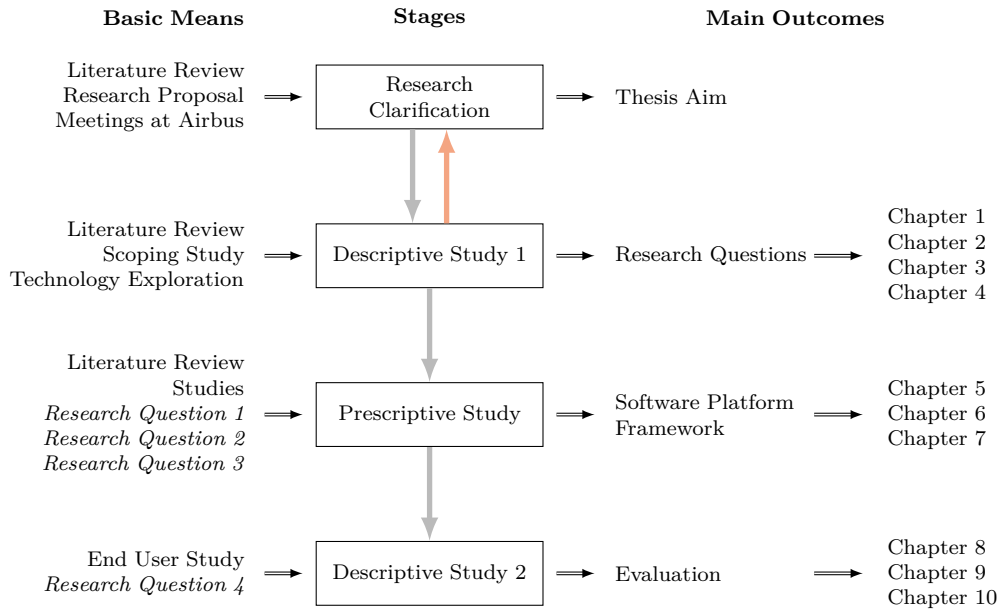 Basic Means
Stages
Main Outcomes
Literature Review
Research Proposal
Meetings at Airbus
Research
Clarification
Thesis Aim
Literature Review
Scoping Study
Technology Exploration
Descriptive Study 1
Research Questions
Chapter 1
Chapter 2
Chapter 3
Chapter 4
Literature Review
Studies
Research Question 1
Research Question 2
Research Question 3
Prescriptive Study
Software Platform
Framework
Chapter 5
Chapter 6
Chapter 7
End User Study
Research Question 4
Descriptive Study 2
Evaluation
Chapter 8
Chapter 9
Chapter 10